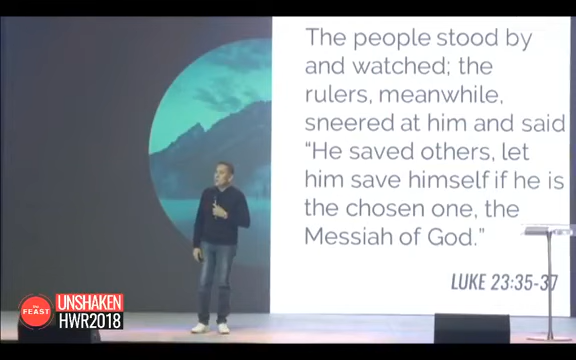 The people stood by
and watched; the
rulers, meanwhile,
sneered at him and said
“He saved others, let
him save himself if he is
the chosen one, the
Messiah of God.”
LUKE 23:35-37
FEAST
UNSHAKEN
HWR2018